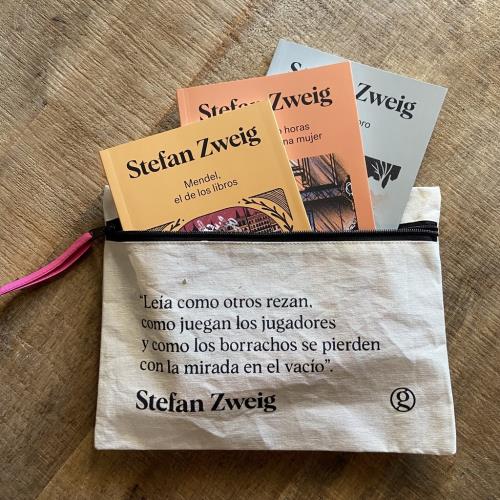 Stefan Zweig
Mendel,
el de los libros
Stefan Zweig
horas
na mujer
Zweig
“Leía como otros rezan,
como juegan los jugadores
y como los borrachos se pierden
con la mirada en el vacío”.
Stefan Zweig
g